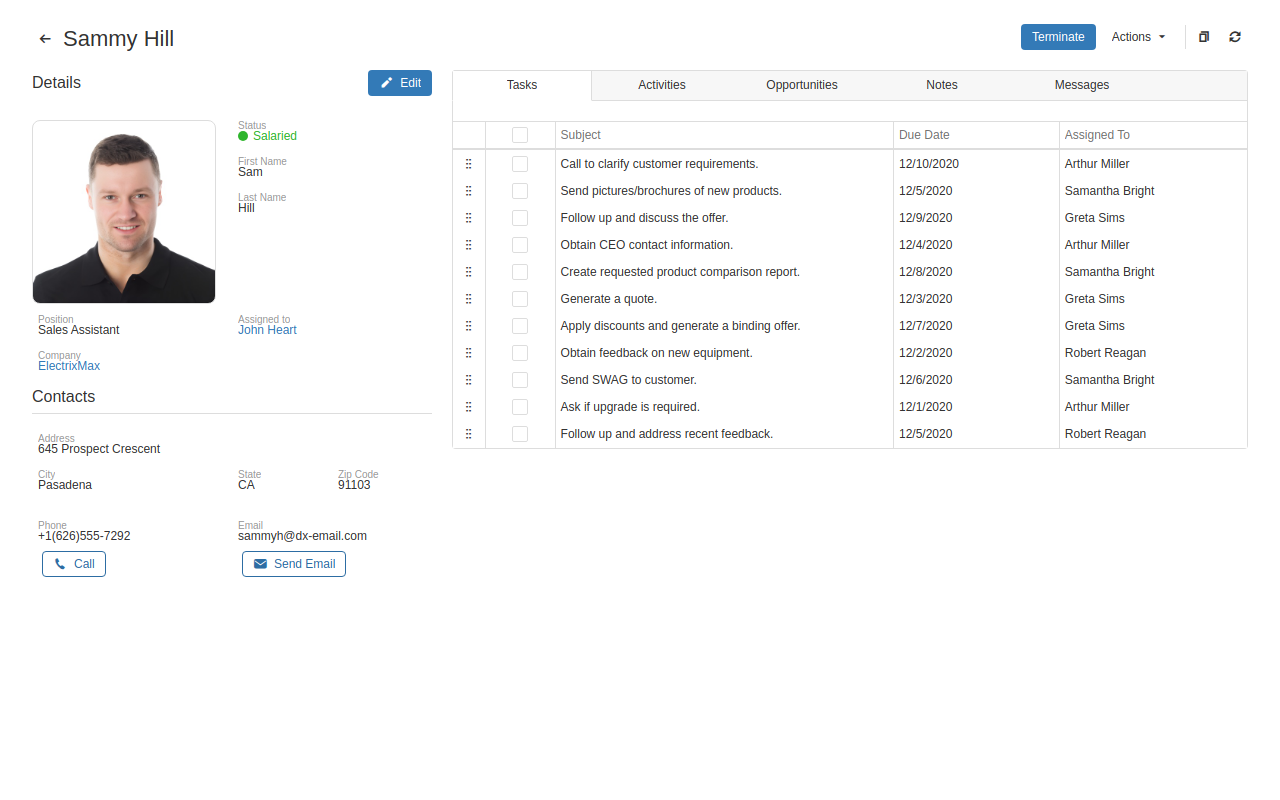 Sammy Hill
Terminate Actions
Details
Edit
Status
Salaried
First Name
Sam
Last Name
Hill
Position
Sales Assistant
Assigned to
John Heart
Company
ElectrixMax
Contacts
Address
645 Prospect Crescent
City
Pasadena
State
CA
Zip Code
91103
Phone
+1(626)555-7292
Call
Email
sammyh@dx-email.com
Send Email
Tasks Activities Opportunities Notes Messages
Subject Due Date Assigned To
Call to clarify customer requirements. 12/10/2020 Arthur Miller
Send pictures/brochures of new products. 12/5/2020 Samantha Bright
Follow up and discuss the offer. 12/9/2020 Greta Sims
Obtain CEO contact information. 12/4/2020 Arthur Miller
Create requested product comparison report. 12/8/2020 Samantha Bright
Generate a quote. 12/3/2020 Greta Sims
Apply discounts and generate a binding offer. 12/7/2020 Greta Sims
Obtain feedback on new equipment. 12/2/2020 Robert Reagan
Send SWAG to customer. 12/6/2020 Samantha Bright
Ask if upgrade is required. 12/1/2020 Arthur Miller
Follow up and address recent feedback. 12/5/2020 Robert Reagan